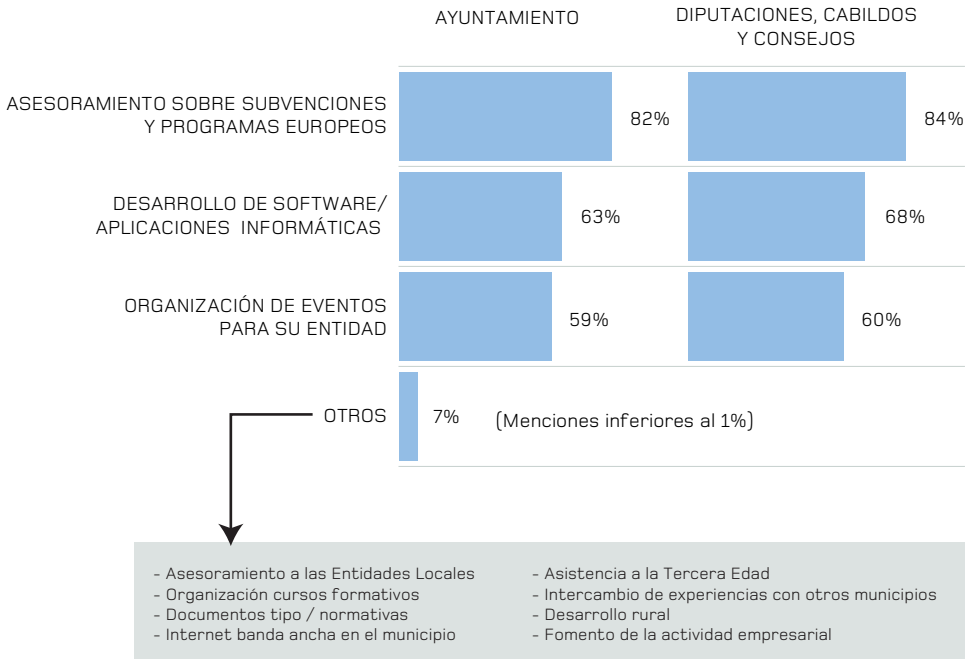 AYUNTAMIENTO
DIPUTACIONES, CABILDOS
Y CONSEJOS
ASESORAMIENTO SOBRE SUBVENCIONES
Y PROGRAMAS EUROPEOS
82%
84%
DESARROLLO DE SOFTWARE/
APLICACIONES INFORMÁTICAS
63%
68%
ORGANIZACIÓN DE EVENTOS
PARA SU ENTIDAD
59%
60%
OTROS
7%
(Menciones inferiores al 1%)
- Asesoramiento a las Entidades Locales
- Organización cursos formativos
- Documentos tipo / normativas
- Internet banda ancha en el municipio
- Asistencia a la Tercera Edad
- Intercambio de experiencias con otros municipios
- Desarrollo rural
- Fomento de la actividad empresarial